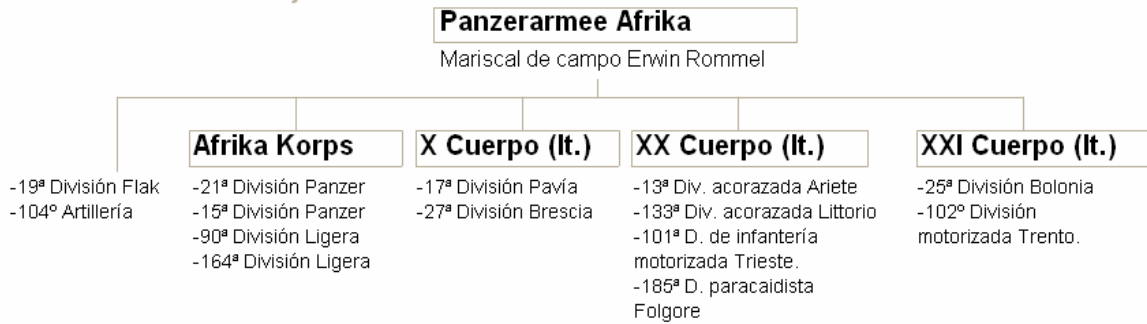 Panzerarmee Afrika
Mariscal de campo Erwin Rommel
-19ª División Flak
-104º Artillería
Afrika Korps
-21ª División Panzer
-15ª División Panzer
-90ª División Ligera
-164ª División Ligera
X Cuerpo (It.)
-17ª División Pavía
-27ª División Brescia
XX Cuerpo (It.)
-13ª Div. acorazada Ariete
-133ª Div. acorazada Littorio
-101ª D. de infantería
motorizada Trieste.
-185ª D. paracaidista
Folgore
XXI Cuerpo (It.)
-25ª División Bolonia
-102º División
motorizada Trento.